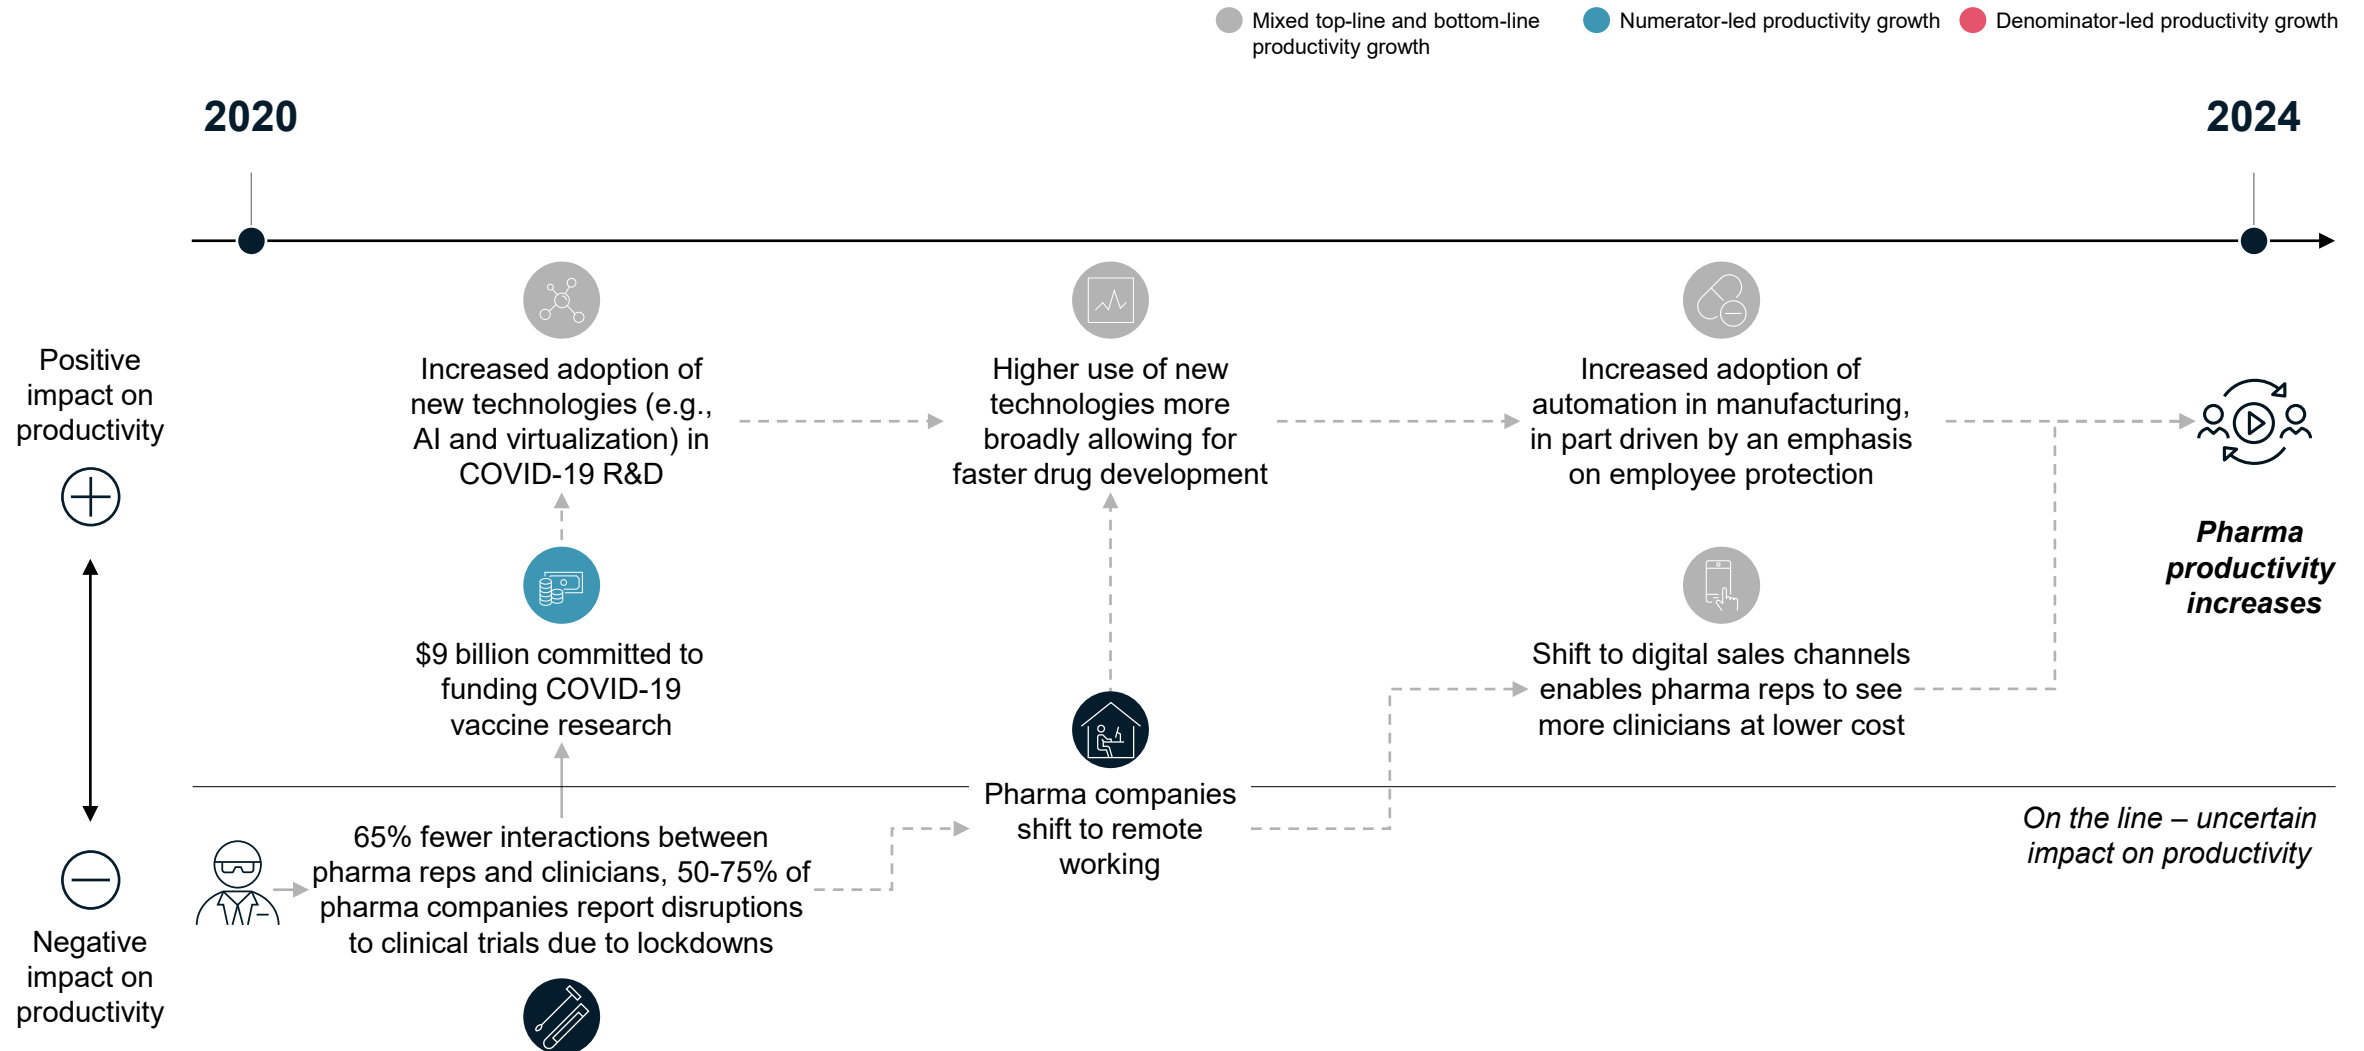 Mixed top-line and bottom-line
productivity growth
Numerator-led productivity growth
Denominator-led productivity growth
2020
2024
Positive
impact on
productivity
Negative
impact on
productivity
Increased adoption of
new technologies (e.g.,
AI and virtualization) in
COVID-19 R&D
Higher use of new
technologies more
broadly allowing for
faster drug development
Increased adoption of
automation in manufacturing,
in part driven by an emphasis
on employee protection
Pharma
productivity
increases
$9 billion committed to
funding COVID-19
vaccine research
Shift to digital sales channels
enables pharma reps to see
more clinicians at lower cost
Pharma companies
shift to remote
working
65% fewer interactions between
pharma reps and clinicians, 50-75% of
pharma companies report disruptions
to clinical trials due to lockdowns
On the line – uncertain
impact on productivity